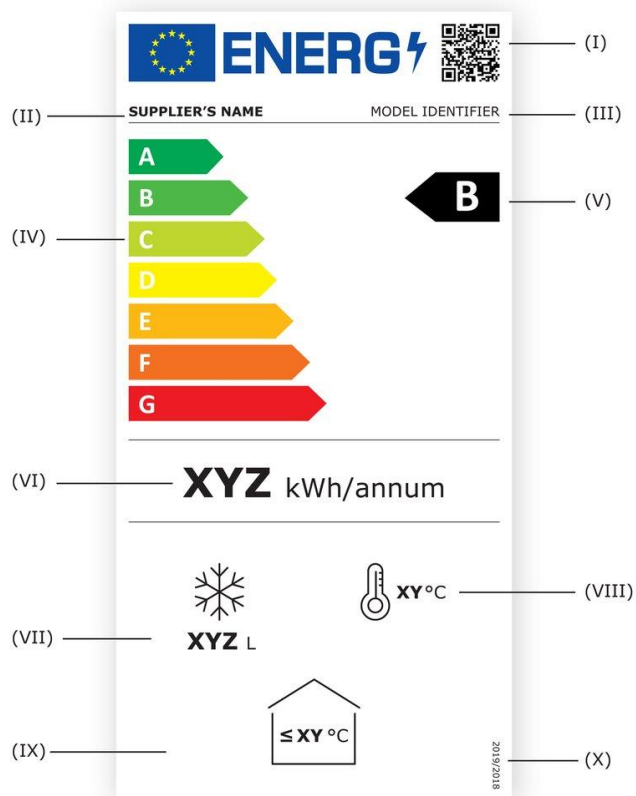 ENERG
(I)
(II)
SUPPLIER'S NAME
MODEL IDENTIFIER
(III)
A
B
B
(V)
(IV)
C
D
E
F
G
(VI)
XYZ kWh/annum
XY°C
(VIII)
(VII)
XYZ L
≤ XY °C
(IX)
2019/2018
(X)